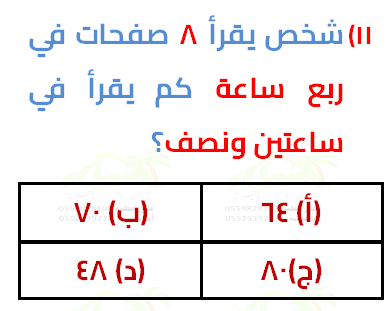 ١١) شخص يقرأ ٨ صفحات في
ربع ساعة كم يقرأ في
ساعتين ونصف؟
(أ) ٦٤ (ب) ٧٠
(ج) ٨٠ (د) ٤٨